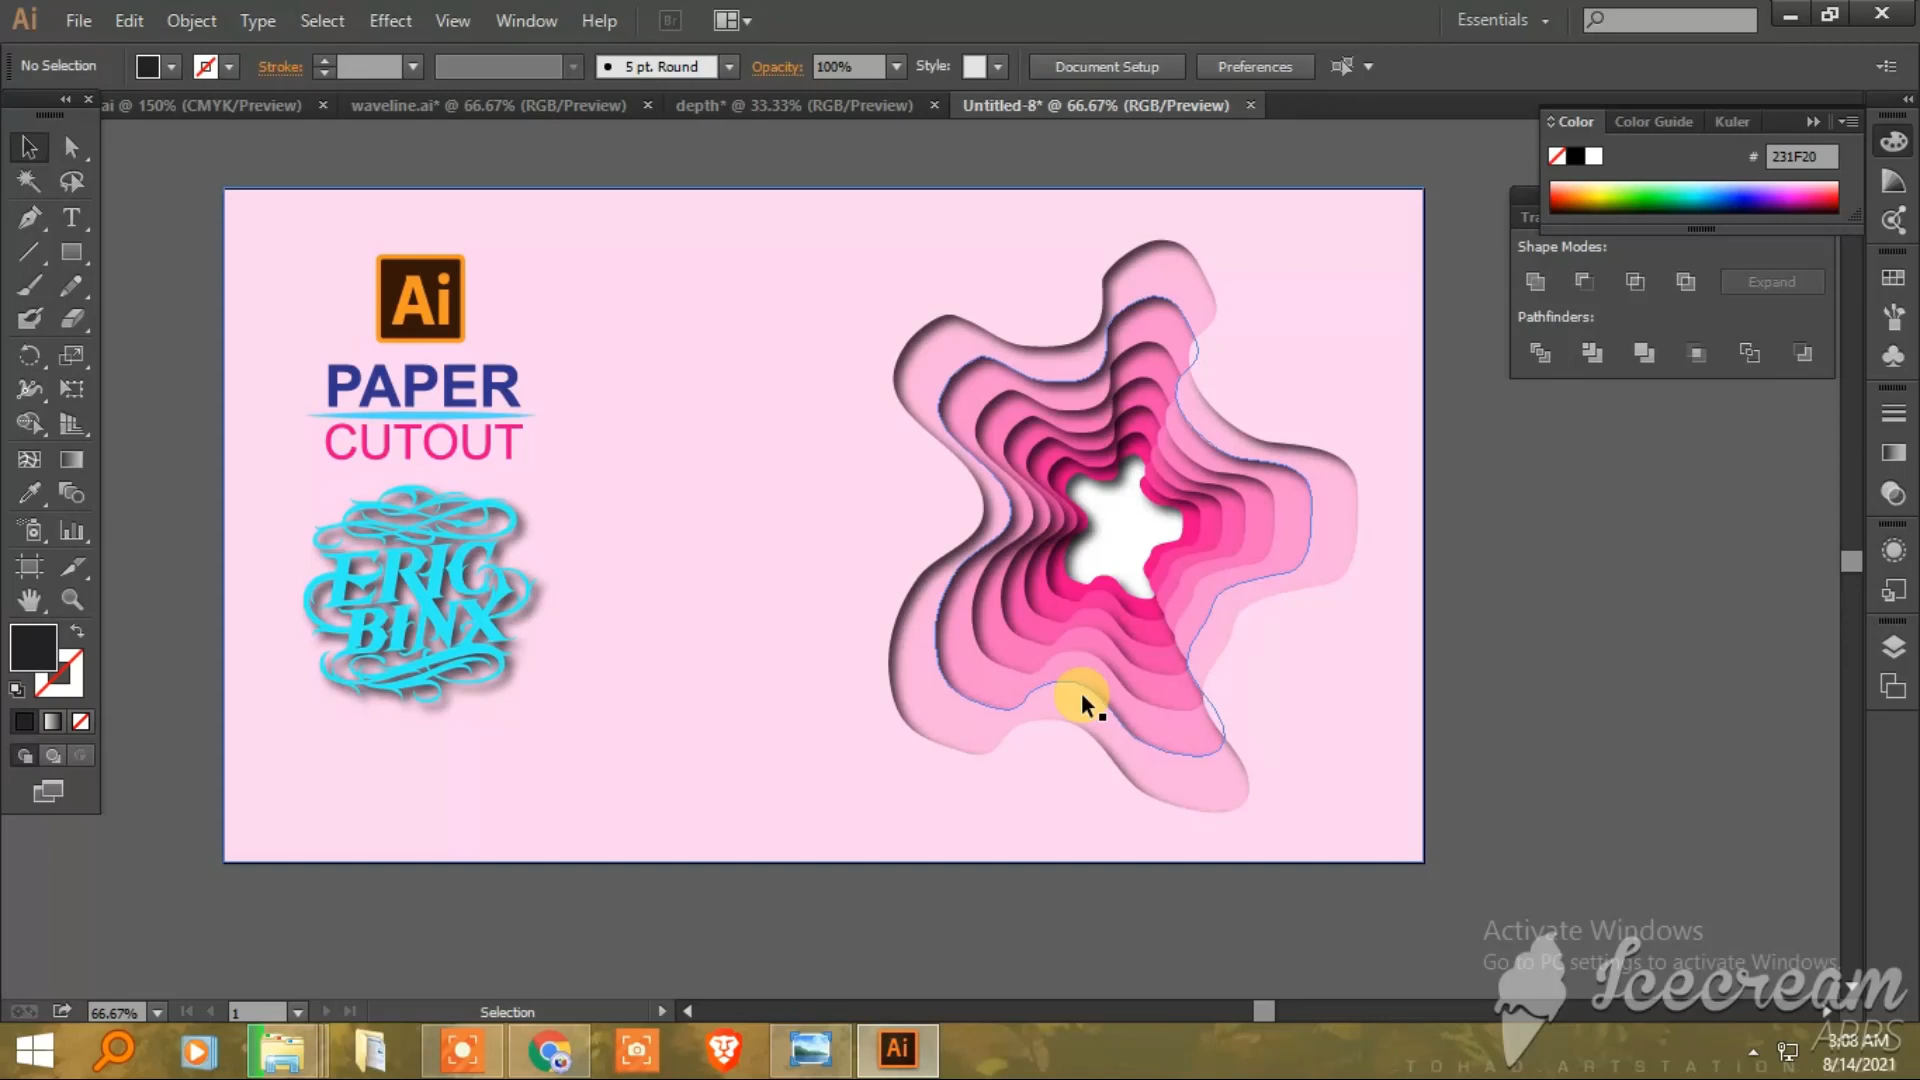 Ai File Edit Object Type Select Effect View Window Help Br Essentials
No Selection Stroke: 5 pt. Round Opacity: 100% Style: Document Setup Preferences
ai @ 150% (CMYK/Preview) waveline.ai* @ 66.67% (RGB/Preview) depth* @ 33.33% (RGB/Preview) Untitled-8* @ 66.67% (RGB/Preview)
Color Color Guide Kuler
# 231F20
Shape Modes:
Expand
Pathfinders:
Ai
PAPER
CUTOUT
ERIC
BINX
Activate Windows
Go to PC settings to activate Windows.
Icecream
APPS
66.67% 1 Selection
Ai
3:08 AM
8/14/2021